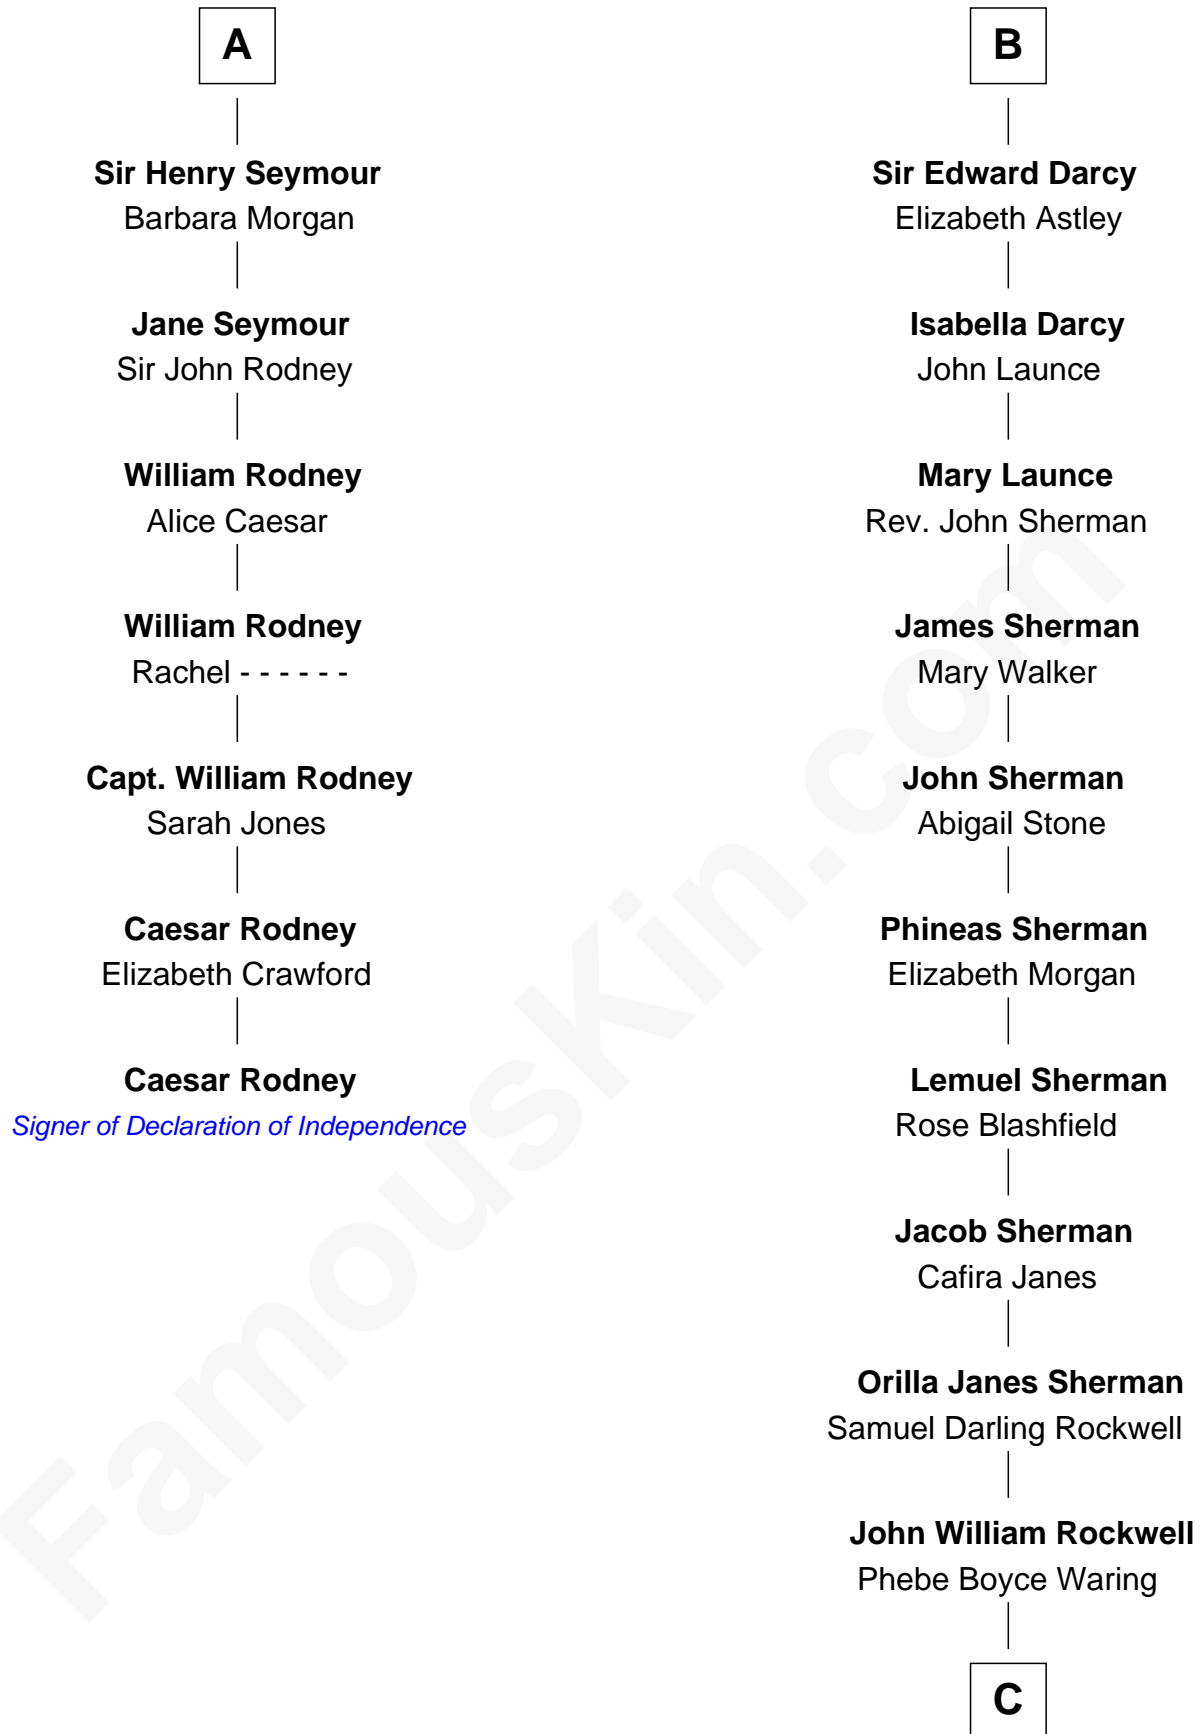 A
Sir Henry Seymour
Barbara Morgan
Jane Seymour
Sir John Rodney
William Rodney
Alice Caesar
William Rodney
Rachel - - - - - -
Capt. William Rodney
Sarah Jones
Caesar Rodney
Elizabeth Crawford
Caesar Rodney
Signer of Declaration of Independence
B
Sir Edward Darcy
Elizabeth Astley
Isabella Darcy
John Launce
Mary Launce
Rev. John Sherman
James Sherman
Mary Walker
John Sherman
Abigail Stone
Phineas Sherman
Elizabeth Morgan
Lemuel Sherman
Rose Blashfield
Jacob Sherman
Cafira Janes
Orilla Janes Sherman
Samuel Darling Rockwell
John William Rockwell
Phebe Boyce Waring
C
FamousKin.com